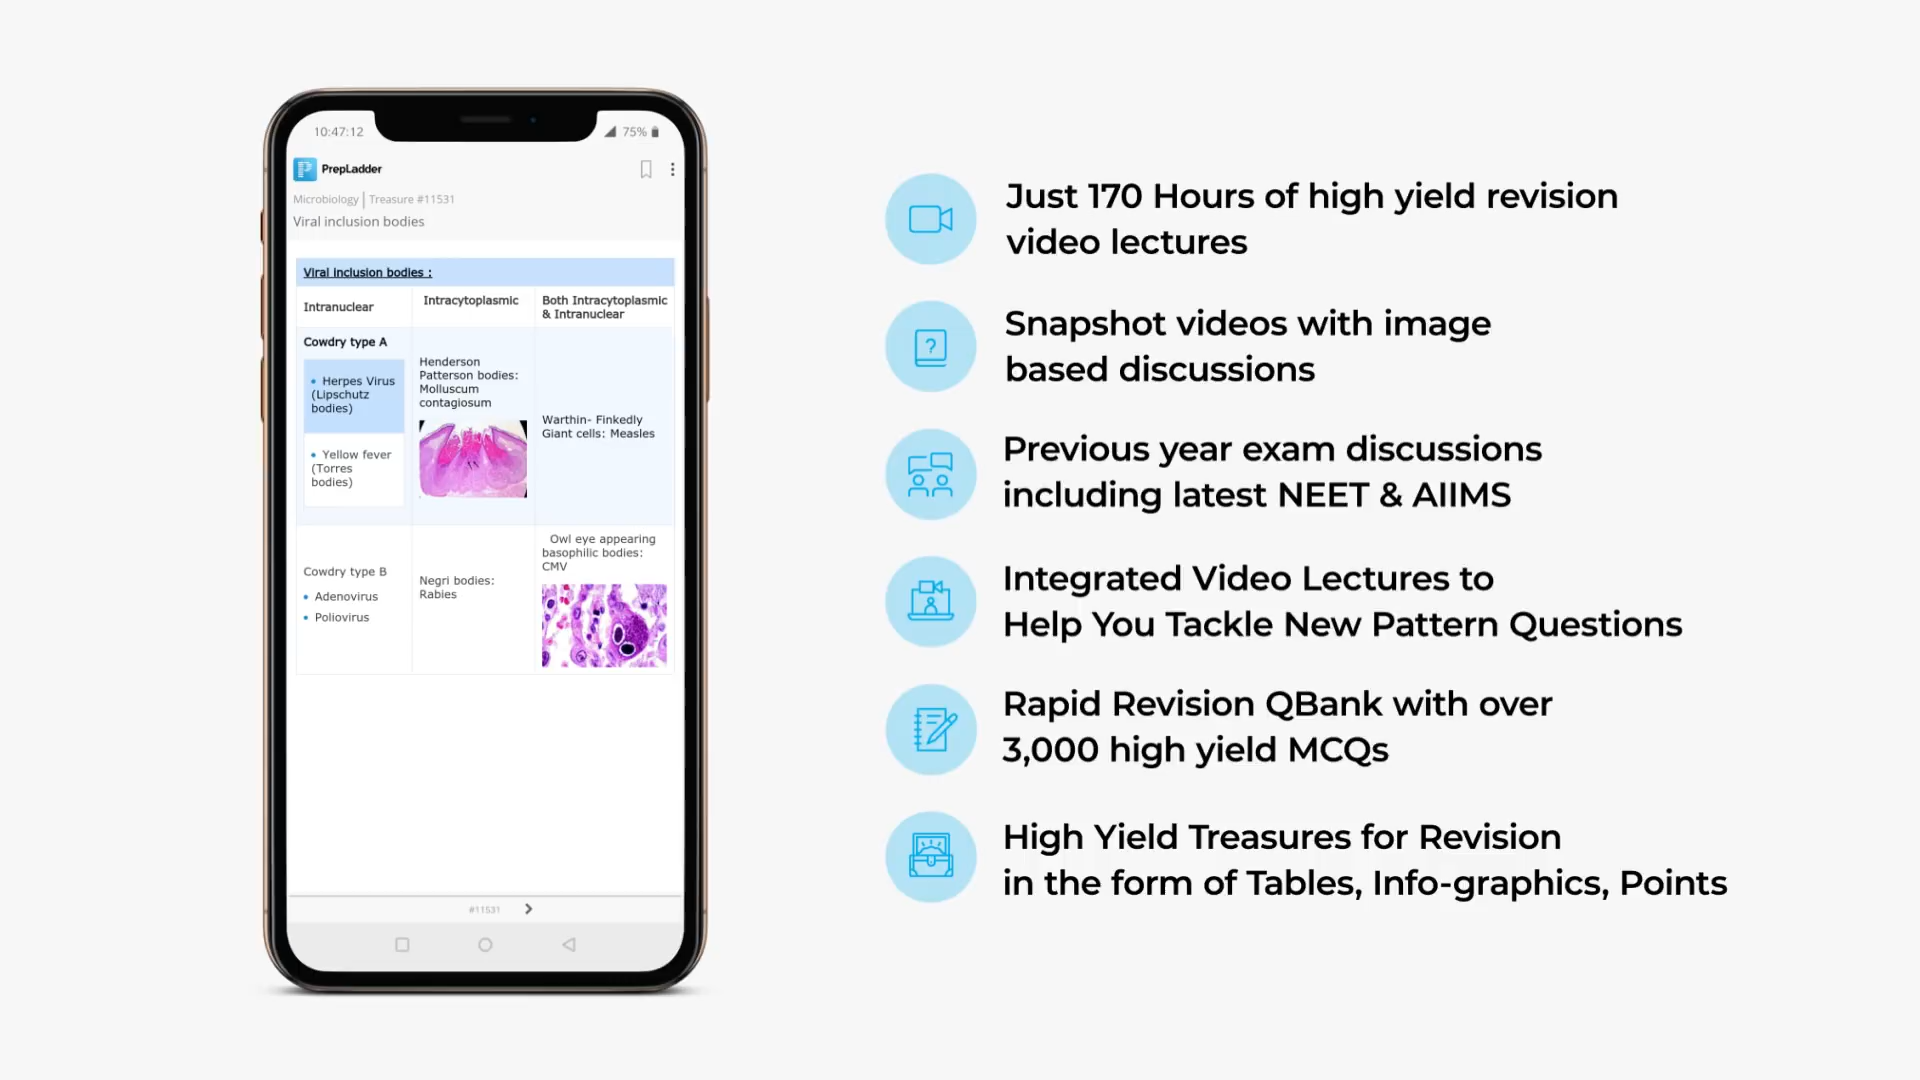 10:47:12
75%
PrepLadder
Microbiology | Treasure #11531
Viral inclusion bodies
Viral inclusion bodies :
Intranuclear
Intracytoplasmic
Both Intracytoplasmic
& Intranuclear
Cowdry type A
• Herpes Virus
(Lipschutz
bodies)
• Yellow fever
(Torres
bodies)
Henderson
Patterson bodies:
Molluscum
contagiosum
Warthin- Finkedly
Giant cells: Measles
Cowdry type B
• Adenovirus
• Poliovirus
Negri bodies:
Rabies
Owl eye appearing
basophilic bodies:
CMV
#11531
Just 170 Hours of high yield revision
video lectures
Snapshot videos with image
based discussions
Previous year exam discussions
including latest NEET & AIIMS
Integrated Video Lectures to
Help You Tackle New Pattern Questions
Rapid Revision QBank with over
3,000 high yield MCQs
High Yield Treasures for Revision
in the form of Tables, Info-graphics, Points